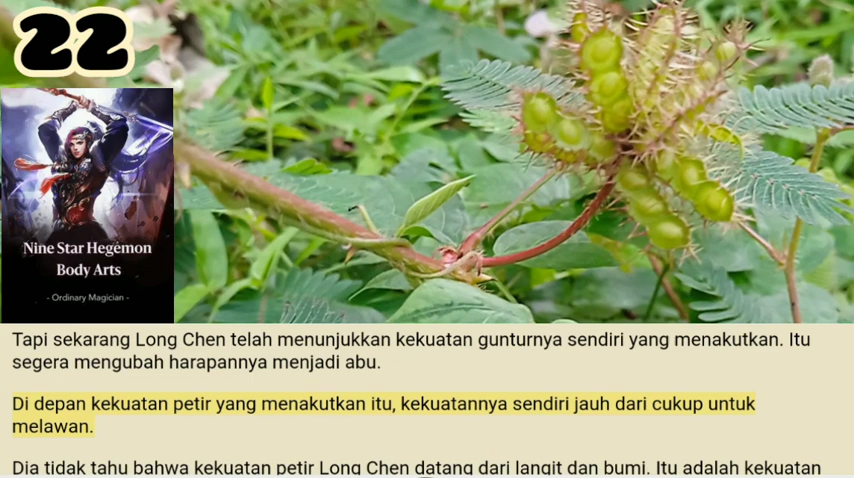 22
Nine Star Hegemon
Body Arts
- Ordinary Magician -
Tapi sekarang Long Chen telah menunjukkan kekuatan gunturnya sendiri yang menakutkan. Itu
segera mengubah harapannya menjadi abu.
Di depan kekuatan petir yang menakutkan itu, kekuatannya sendiri jauh dari cukup untuk
melawan.
Dia tidak tahu bahwa kekuatan petir Long Chen datang dari langit dan bumi. Itu adalah kekuatan